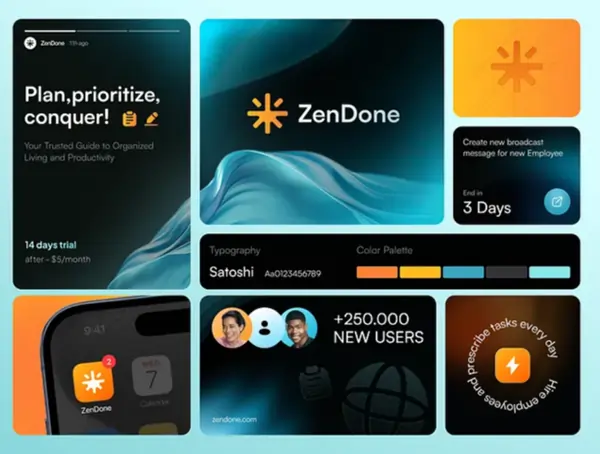 ZenDone · 11h ago
Plan,prioritize,
conquer!
Your Trusted Guide to Organized
Living and Productivity
14 days trial
after - $5/month
ZenDone
Create new broadcast
message for new Employee
End in
3 Days
Typography
Satoshi Aa0123456789
Color Palette
9:41
2
ZenDone
WED
7
Calendar
+250.000
NEW USERS
zendone.com
Hire employees and prescribe tasks every day